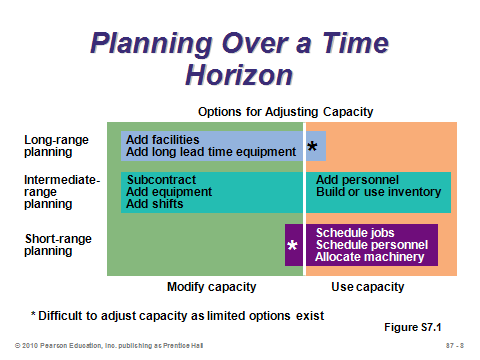 Planning Over a Time
Horizon
Options for Adjusting Capacity
Long-range
planning
Add facilities
Add long lead time equipment
*
Intermediate-
range
planning
Subcontract
Add equipment
Add shifts
Add personnel
Build or use inventory
Short-range
planning
*
Schedule jobs
Schedule personnel
Allocate machinery
Modify capacity
Use capacity
* Difficult to adjust capacity as limited options exist
Figure S7.1
© 2010 Pearson Education, Inc. publishing as Prentice Hall
S7 - 8